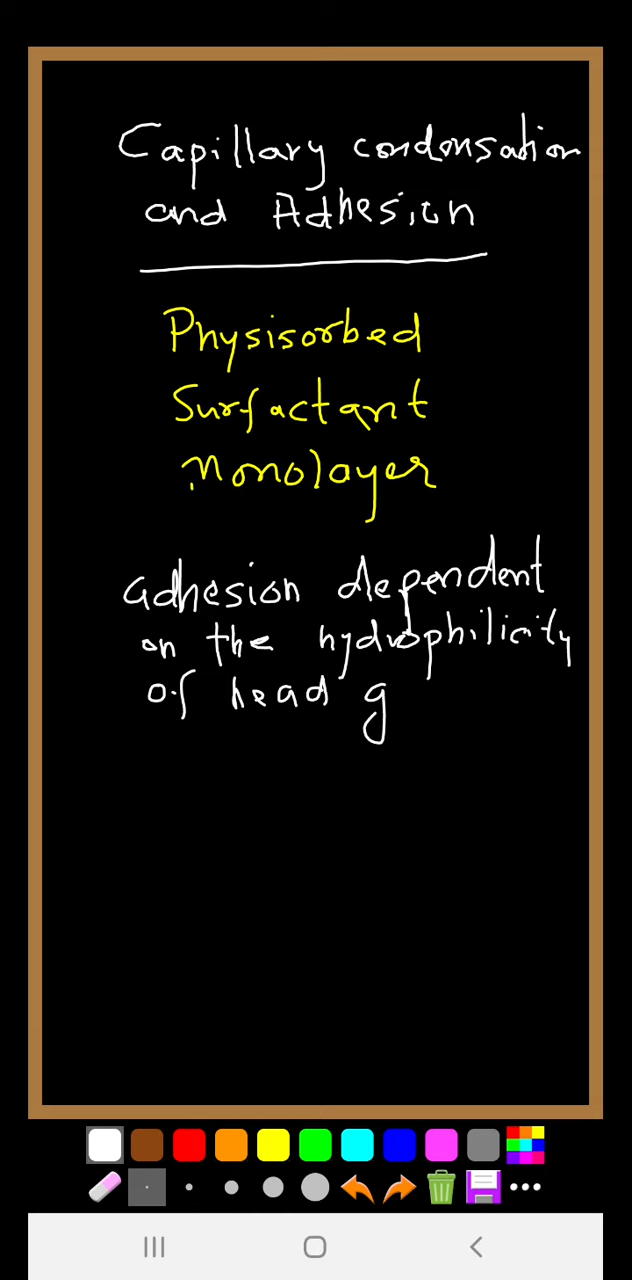 Capillary condensation
and Adhesion
Physisorbed
Surfactant
Monolayer
adhesion dependent
on the hydrophilicity
of head g